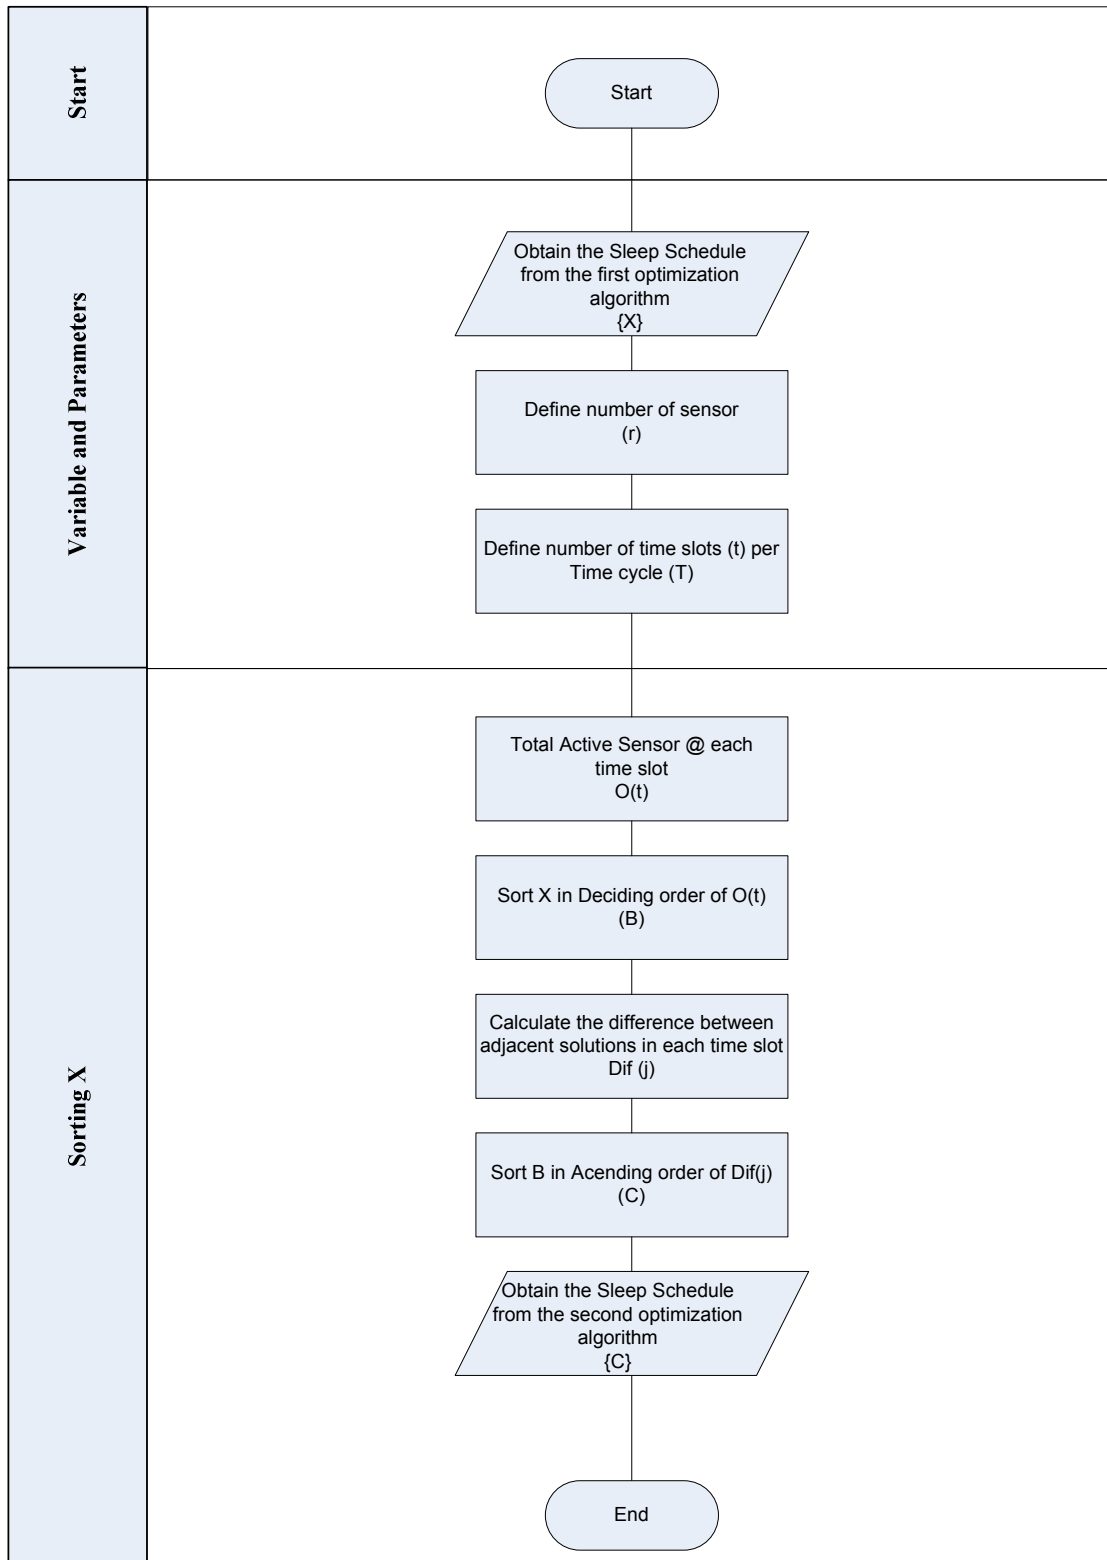 Start
Start
Variable and Parameters
Obtain the Sleep Schedule
from the first optimization
algorithm
{X}
Define number of sensor
(r)
Define number of time slots (t) per
Time cycle (T)
Sorting X
Total Active Sensor @ each
time slot
O(t)
Sort X in Deciding order of O(t)
(B)
Calculate the difference between
adjacent solutions in each time slot
Dif (j)
Sort B in Acending order of Dif(j)
(C)
Obtain the Sleep Schedule
from the second optimization
algorithm
{C}
End